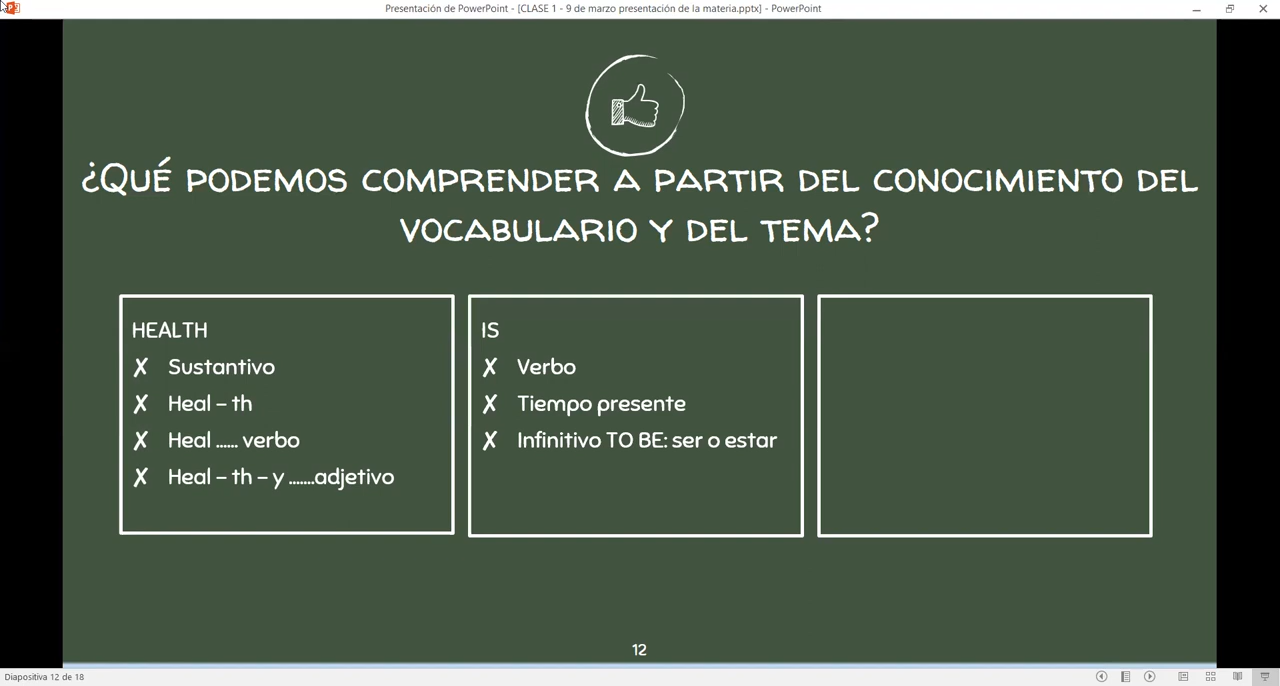 Presentación de PowerPoint - [CLASE 1 - 9 de marzo presentación de la materia.pptx] - PowerPoint
¿Qué podemos comprender a partir del conocimiento del
vocabulario y del tema?
HEALTH
✗ Sustantivo
✗ Heal – th
✗ Heal ...... verbo
✗ Heal – th – y .......adjetivo
IS
✗ Verbo
✗ Tiempo presente
✗ Infinitivo TO BE: ser o estar
12
Diapositiva 12 de 18